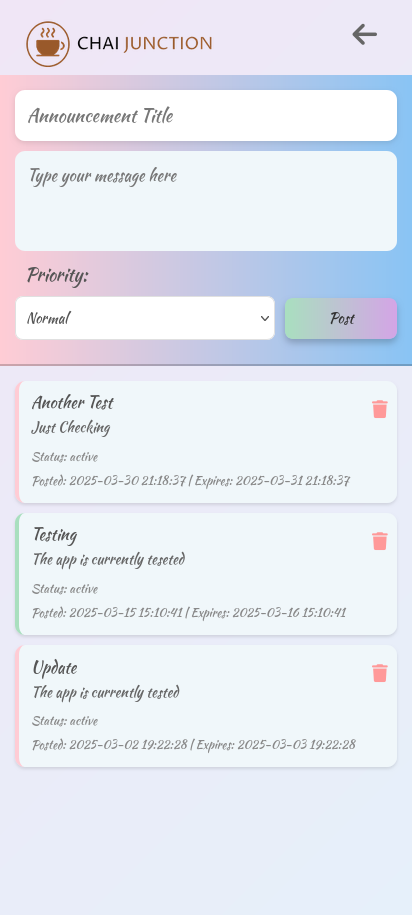 CHAI JUNCTION
Announcement Title
Type your message here
Priority:
Normal
Post
Another Test
Just Checking
Status: active
Posted: 2025-03-30 21:18:37 | Expires: 2025-03-31 21:18:37
Testing
The app is currently teseted
Status: active
Posted: 2025-03-15 15:10:41 | Expires: 2025-03-16 15:10:41
Update
The app is currently tested
Status: active
Posted: 2025-03-02 19:22:28 | Expires: 2025-03-03 19:22:28